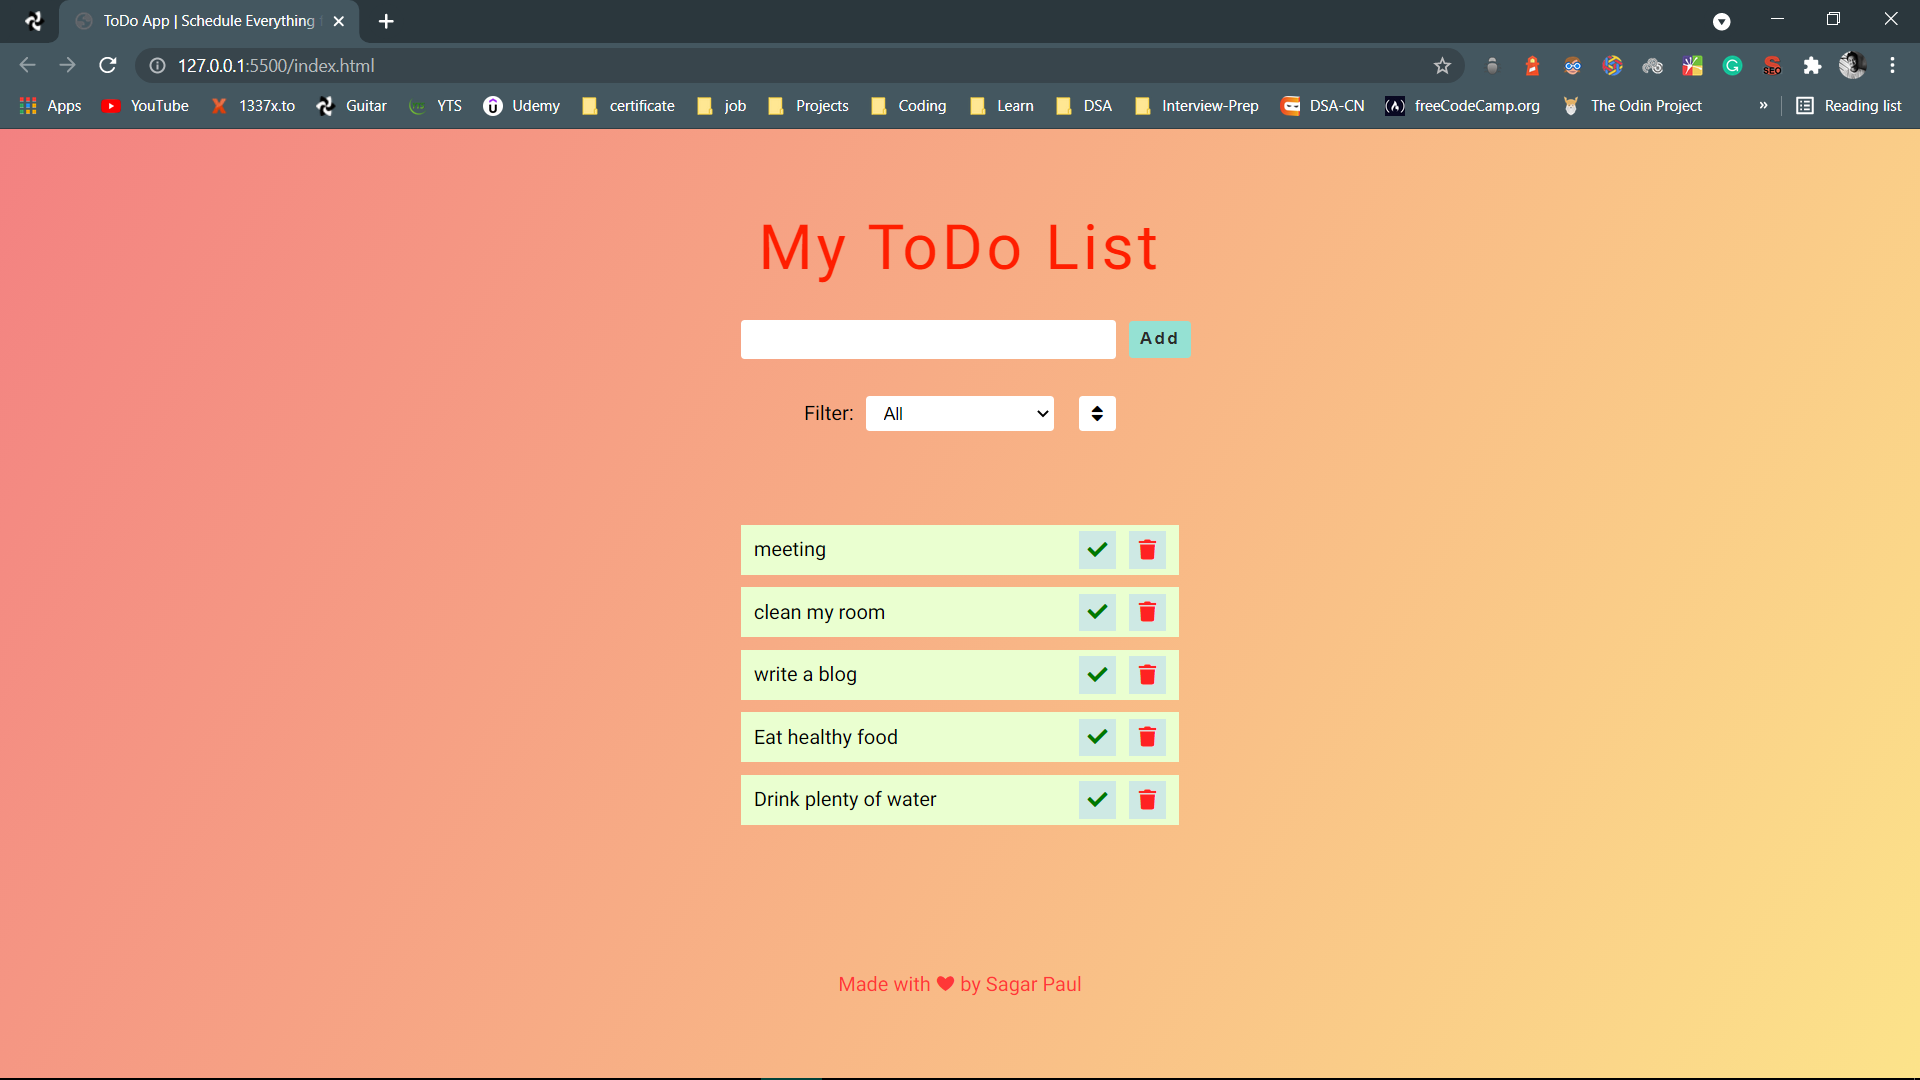 ToDo App | Schedule Everything
127.0.0.1:5500/index.html
Apps YouTube 1337x.to Guitar YTS Udemy certificate job Projects Coding Learn DSA Interview-Prep DSA-CN freeCodeCamp.org The Odin Project » Reading list
SEO
My ToDo List
Add
Filter: All
meeting
clean my room
write a blog
Eat healthy food
Drink plenty of water
Made with ❤ by Sagar Paul